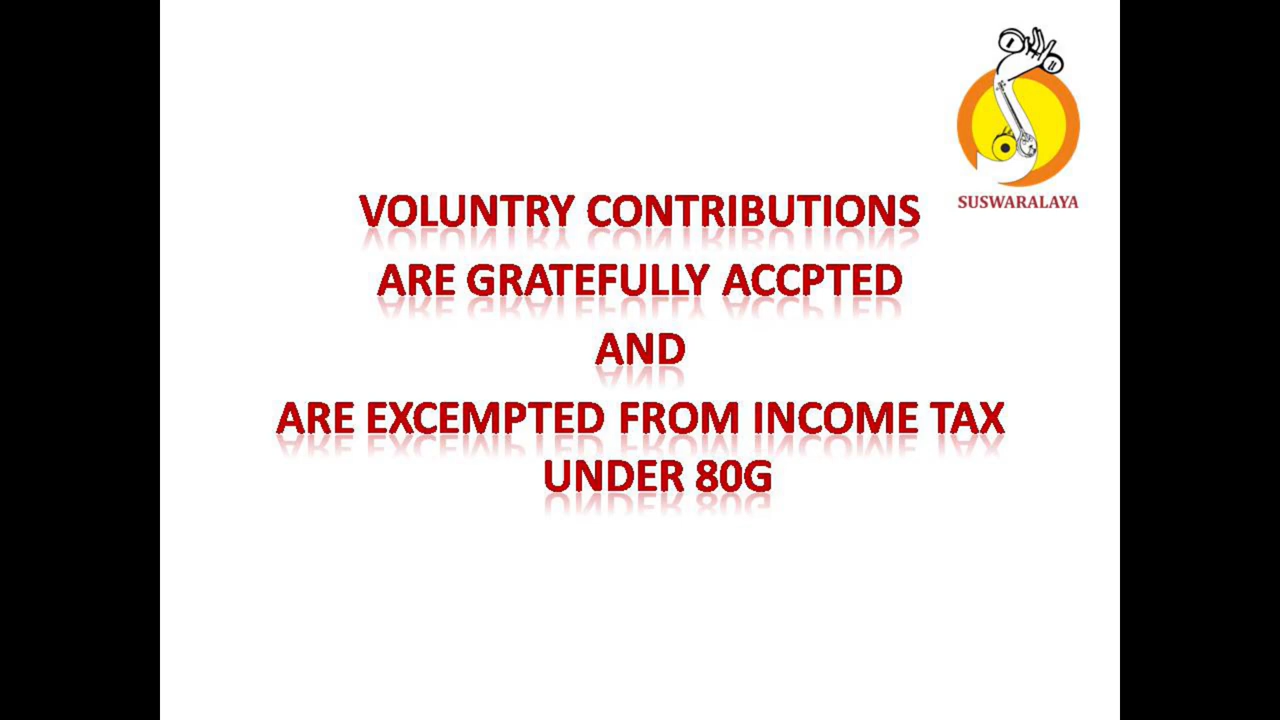 SUSWARALAYA
VOLUNTRY CONTRIBUTIONS
ARE GRATEFULLY ACCPTED
AND
ARE EXCEMPTED FROM INCOME TAX
UNDER 80G